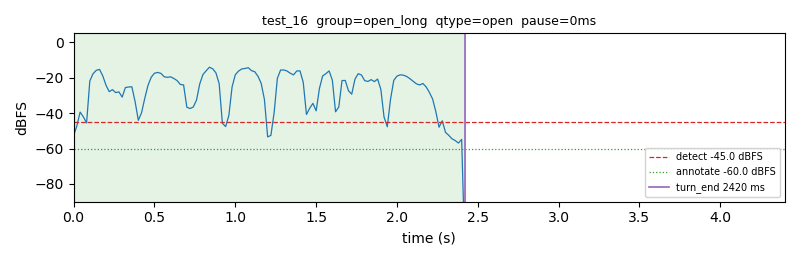 test_16 group=open_long qtype=open pause=0ms
dBFS
0
−20
−40
−60
−80
detect -45.0 dBFS
annotate -60.0 dBFS
turn_end 2420 ms
0.0 0.5 1.0 1.5 2.0 2.5 3.0 3.5 4.0
time (s)